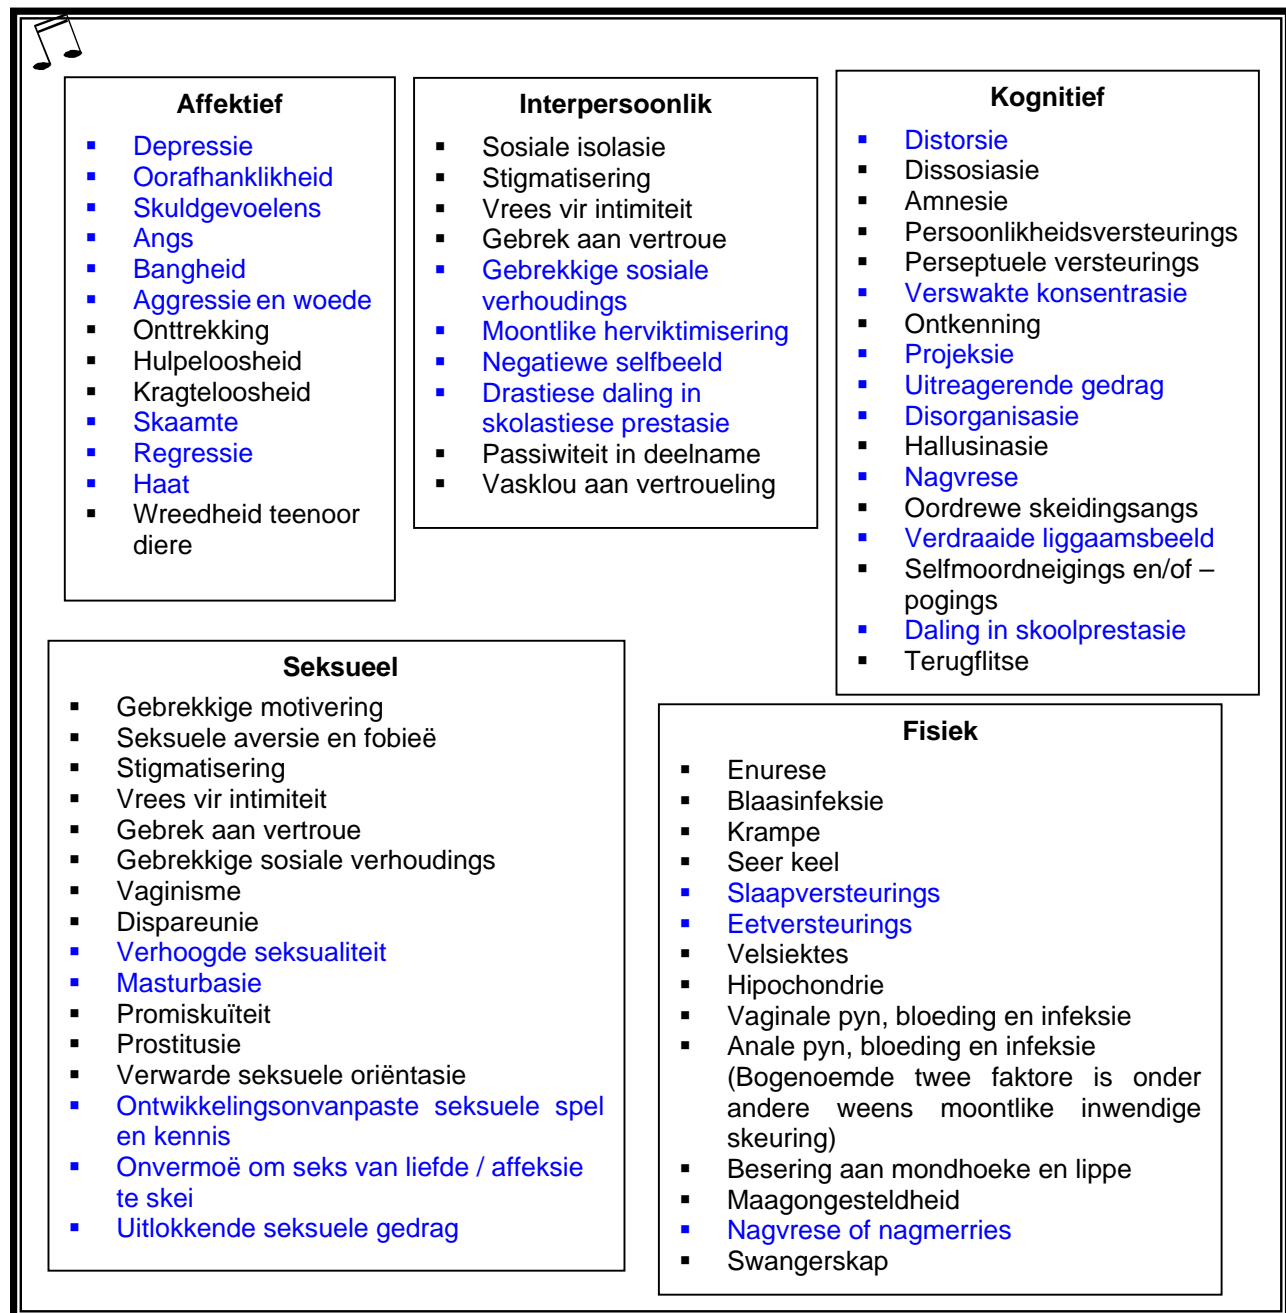 Affektief
▪ Depressie
▪ Oorafhanklikheid
▪ Skuldgevoelens
▪ Angs
▪ Bangheid
▪ Aggressie en woede
▪ Onttrekking
▪ Hulpeloosheid
▪ Kragteloosheid
▪ Skaamte
▪ Regressie
▪ Haat
▪ Wreedheid teenoor
diere
Interpersoonlik
▪ Sosiale isolasie
▪ Stigmatisering
▪ Vrees vir intimiteit
▪ Gebrek aan vertroue
▪ Gebrekkige sosiale
verhoudings
▪ Moontlike herviktimisering
▪ Negatiewe selfbeeld
▪ Drastiese daling in
skolastiese prestasie
▪ Passiwiteit in deelname
▪ Vasklou aan vertroueling
Kognitief
▪ Distorsie
▪ Dissosiasie
▪ Amnesie
▪ Persoonlikheidsversteurings
▪ Perseptuele versteurings
▪ Verswakte konsentrasie
▪ Ontkenning
▪ Projeksie
▪ Uitreagerende gedrag
▪ Disorganisasie
▪ Hallusinasie
▪ Nagvrese
▪ Oordrewe skeidingsangs
▪ Verdraaide liggaamsbeeld
▪ Selfmoordneigings en/of –
pogings
▪ Daling in skoolprestasie
▪ Terugflitse
Seksueel
▪ Gebrekkige motivering
▪ Seksuele aversie en fobieë
▪ Stigmatisering
▪ Vrees vir intimiteit
▪ Gebrek aan vertroue
▪ Gebrekkige sosiale verhoudings
▪ Vaginisme
▪ Dispareunie
▪ Verhoogde seksualiteit
▪ Masturbasie
▪ Promiskuïteit
▪ Prostitusie
▪ Verwarde seksuele oriëntasie
▪ Ontwikkelingsonvanpaste seksuele spel
en kennis
▪ Onvermoë om seks van liefde / affeksie
te skei
▪ Uitlokkende seksuele gedrag
Fisiek
▪ Enurese
▪ Blaasinfeksie
▪ Krampe
▪ Seer keel
▪ Slaapversteurings
▪ Eetversteurings
▪ Velsiektes
▪ Hipochondrie
▪ Vaginale pyn, bloeding en infeksie
▪ Anale pyn, bloeding en infeksie
(Bogenoemde twee faktore is onder
andere weens moontlike inwendige
skeuring)
▪ Besering aan mondhoeke en lippe
▪ Maagongesteldheid
▪ Nagvrese of nagmerries
▪ Swangerskap